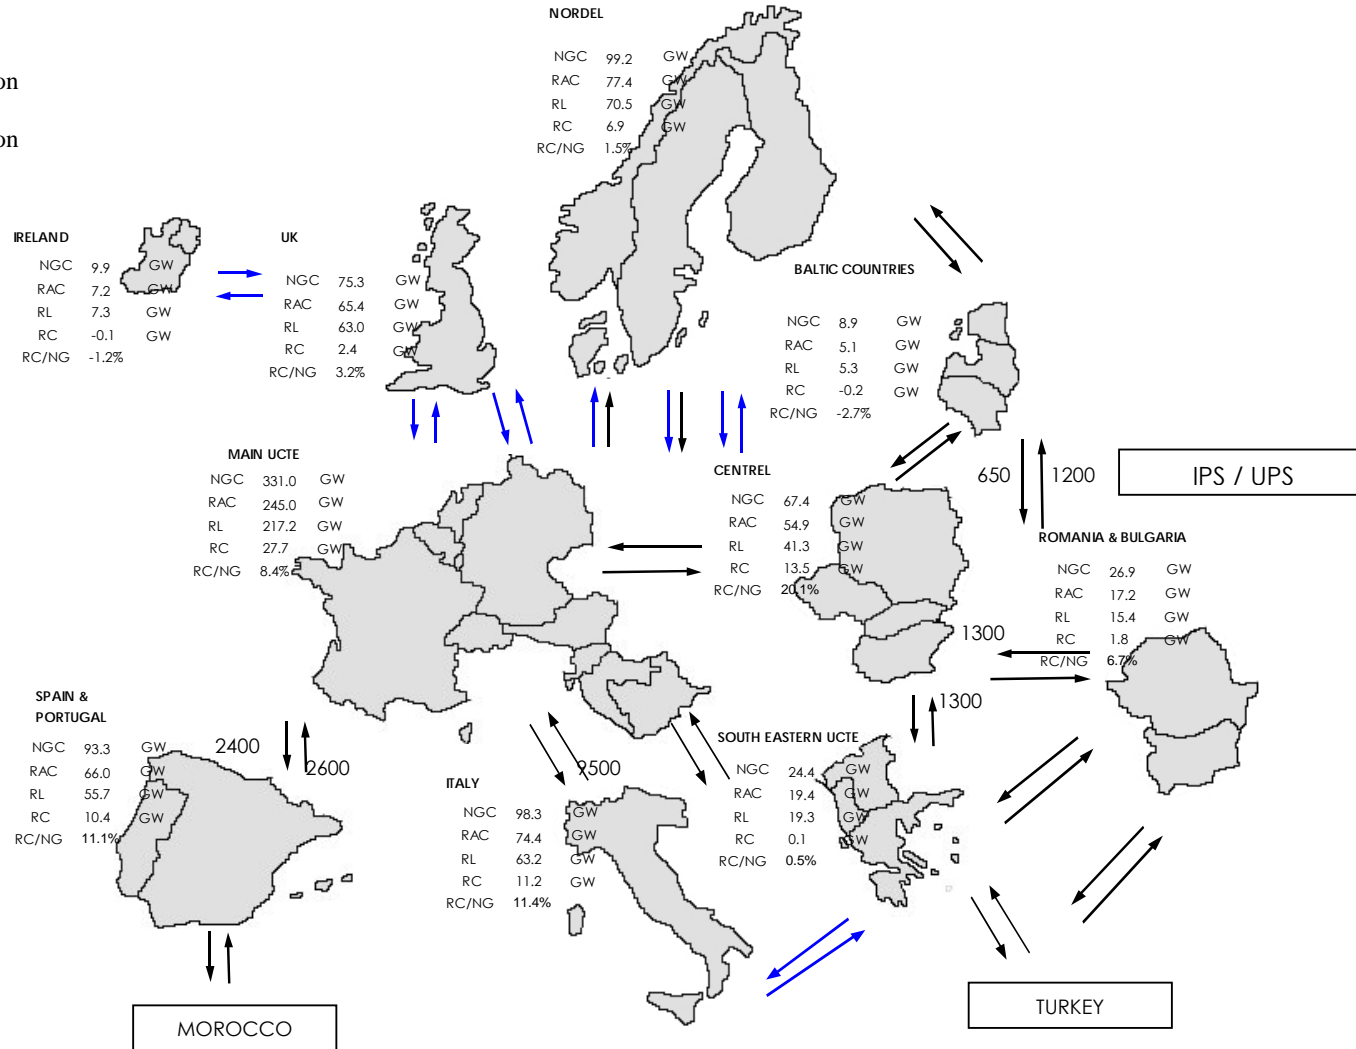 NORDEL
NGC 99.2 GW
RAC 77.4 GW
RL 70.5 GW
RC 6.9 GW
RC/NG 1.5%
on
on
IRELAND
NGC 9.9 GW
RAC 7.2 GW
RL 7.3 GW
RC -0.1 GW
RC/NG -1.2%
UK
NGC 75.3 GW
RAC 65.4 GW
RL 63.0 GW
RC 2.4 GW
RC/NG 3.2%
BALTIC COUNTRIES
NGC 8.9 GW
RAC 5.1 GW
RL 5.3 GW
RC -0.2 GW
RC/NG -2.7%
MAIN UCTE
NGC 331.0 GW
RAC 245.0 GW
RL 217.2 GW
RC 27.7 GW
RC/NG 8.4%
CENTREL
NGC 67.4 GW
RAC 54.9 GW
RL 41.3 GW
RC 13.5 GW
RC/NG 20.1%
650 1200
IPS / UPS
ROMANIA & BULGARIA
NGC 26.9 GW
RAC 17.2 GW
RL 15.4 GW
RC 1.8 GW
RC/NG 6.7%
1300
1300
SPAIN &
PORTUGAL
NGC 93.3 GW
RAC 66.0 GW
RL 55.7 GW
RC 10.4 GW
RC/NG 11.1%
2400
2600
ITALY
NGC 98.3 GW
RAC 74.4 GW
RL 63.2 GW
RC 11.2 GW
RC/NG 11.4%
SOUTH EASTERN UCTE
NGC 24.4 GW
RAC 19.4 GW
RL 19.3 GW
RC 0.1 GW
RC/NG 0.5%
MOROCCO
TURKEY